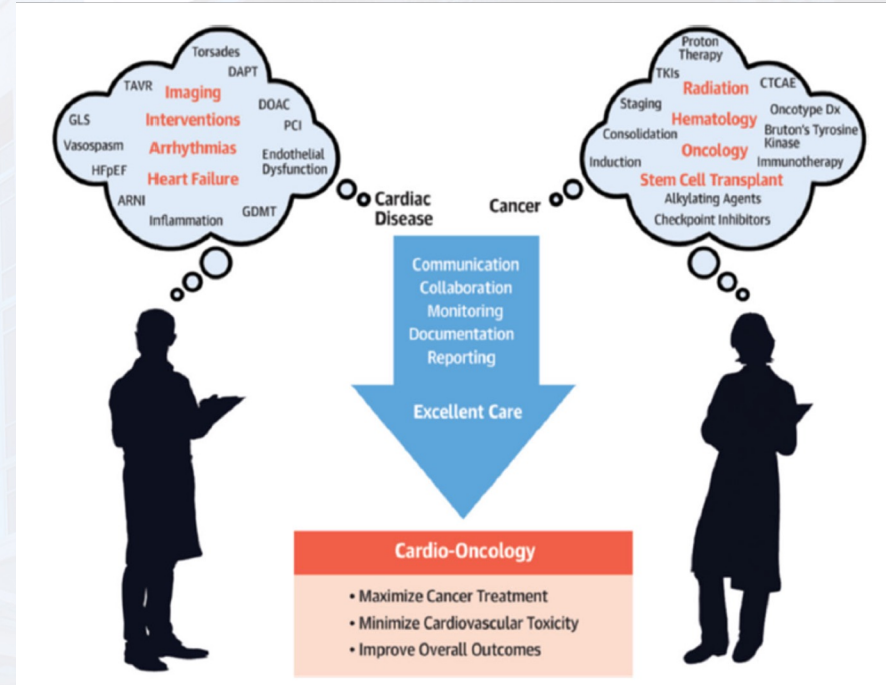 Torsades
DAPT
TAVR
Imaging
DOAC
GLS
Interventions
PCI
Vasospasm
Arrhythmias
Endothelial
Dysfunction
HFpEF
Heart Failure
ARNI
GDMT
Inflammation
Cardiac
Disease
Proton
Therapy
TKIs
Radiation
CTCAE
Staging
Oncotype Dx
Hematology
Consolidation
Bruton's Tyrosine
Kinase
Oncology
Induction
Immunotherapy
Stem Cell Transplant
Alkylating Agents
Checkpoint Inhibitors
Cancer
Communication
Collaboration
Monitoring
Documentation
Reporting
Excellent Care
Cardio-Oncology
• Maximize Cancer Treatment
• Minimize Cardiovascular Toxicity
• Improve Overall Outcomes